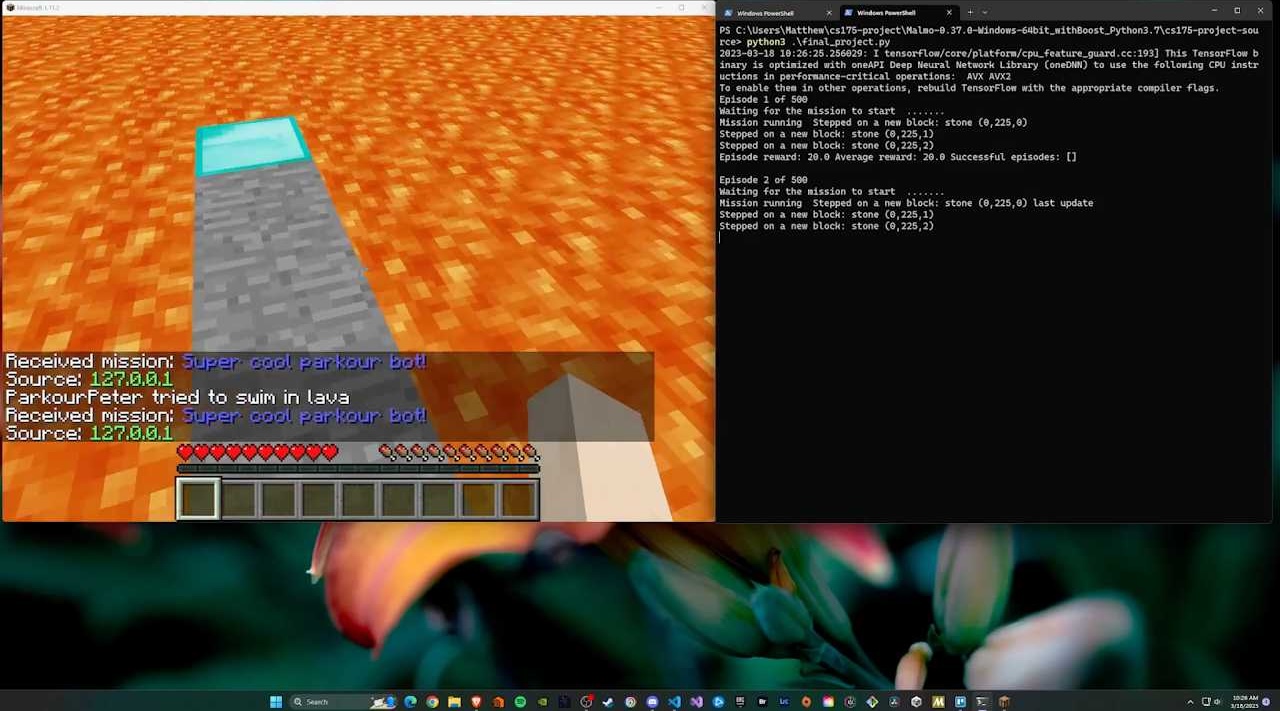 Minecraft 1.11.2
Received mission: Super cool parkour bot!
Source: 127.0.0.1
ParkourPeter tried to swim in lava
Received mission: Super cool parkour bot!
Source: 127.0.0.1
Windows PowerShell
Windows PowerShell
PS C:\Users\Matthew\cs175-project\Malmo-0.37.0-Windows-64bit_withBoost_Python3.7\cs175-project-sou
rce> python3 .\final_project.py
2023-03-18 10:26:25.256029: I tensorflow/core/platform/cpu_feature_guard.cc:193] This TensorFlow b
inary is optimized with oneAPI Deep Neural Network Library (oneDNN) to use the following CPU instr
uctions in performance-critical operations:  AVX AVX2
To enable them in other operations, rebuild TensorFlow with the appropriate compiler flags.
Episode 1 of 500
Waiting for the mission to start  .......
Mission running  Stepped on a new block: stone (0,225,0)
Stepped on a new block: stone (0,225,1)
Stepped on a new block: stone (0,225,2)
Episode reward: 20.0 Average reward: 20.0 Successful episodes: []
Episode 2 of 500
Waiting for the mission to start  .......
Mission running  Stepped on a new block: stone (0,225,0) last update
Stepped on a new block: stone (0,225,1)
Stepped on a new block: stone (0,225,2)
Search
10:26 AM